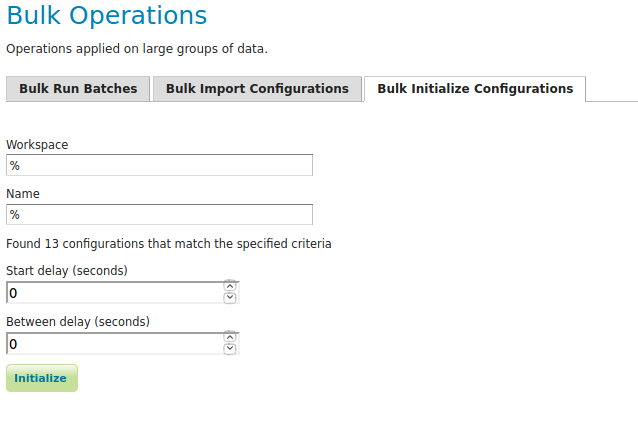 Bulk Operations
Operations applied on large groups of data.
Bulk Run Batches Bulk Import Configurations Bulk Initialize Configurations
Workspace
%
Name
%
Found 13 configurations that match the specified criteria
Start delay (seconds)
0
Between delay (seconds)
0
Initialize